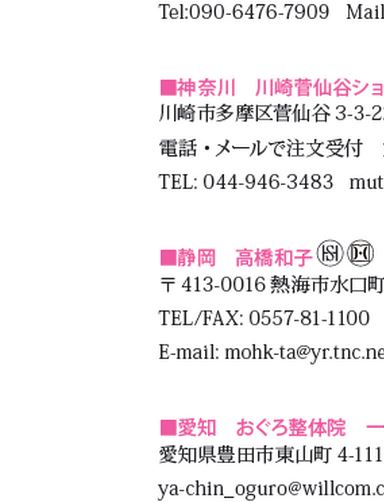 Tel:090-6476-7909 Mail
■神奈川 川崎菅仙谷ショ
川崎市多摩区菅仙谷 3-3-2
電話・メールで注文受付
TEL: 044-946-3483 mut
■静岡 高橋和子
〒 413-0016 熱海市水口町
TEL/FAX: 0557-81-1100
E-mail: mohk-ta@yr.tnc.ne
■愛知 おぐろ整体院 一
愛知県豊田市東山町 4-111
ya-chin_oguro@willcom.c